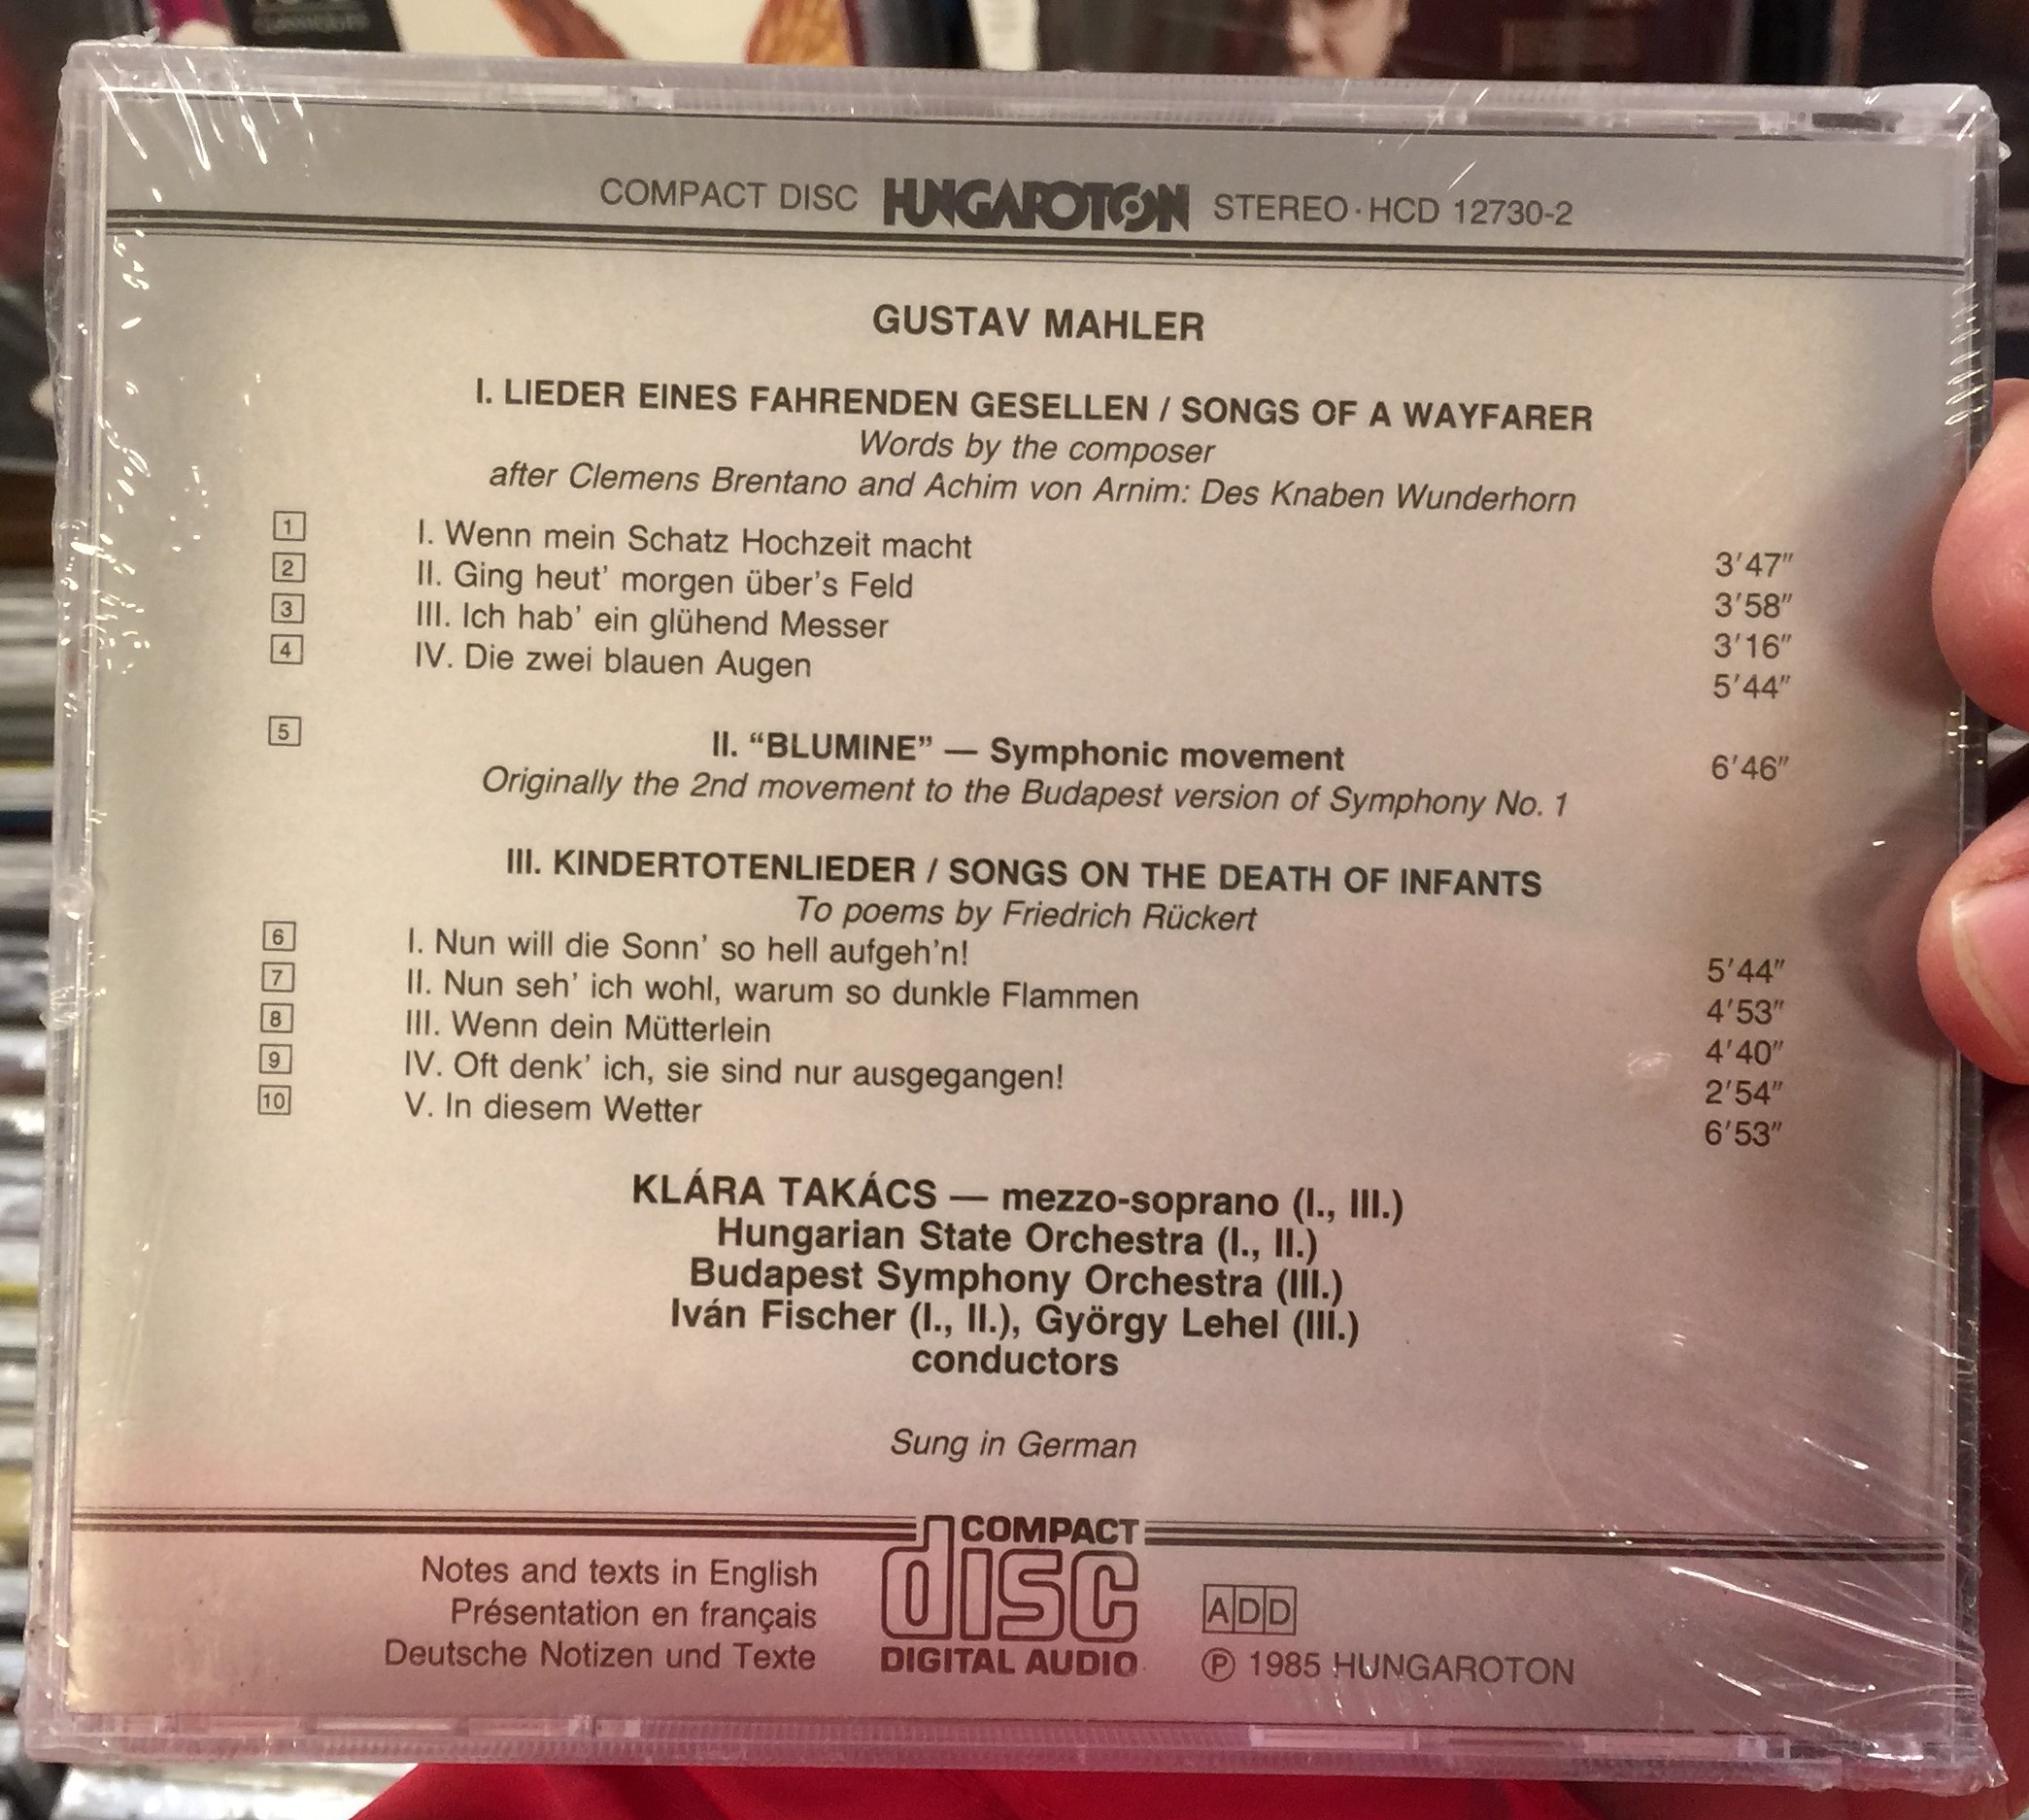 COMPACT DISC HUNGAROTON STEREO·HCD 12730-2
GUSTAV MAHLER
I. LIEDER EINES FAHRENDEN GESELLEN / SONGS OF A WAYFARER
Words by the composer
after Clemens Brentano and Achim von Arnim: Des Knaben Wunderhorn
1 I. Wenn mein Schatz Hochzeit macht 3′47″
2 II. Ging heut’ morgen über’s Feld 3′58″
3 III. Ich hab’ ein glühend Messer 3′16″
4 IV. Die zwei blauen Augen 5′44″
5 II. “BLUMINE” — Symphonic movement 6′46″
Originally the 2nd movement to the Budapest version of Symphony No. 1
III. KINDERTOTENLIEDER / SONGS ON THE DEATH OF INFANTS
To poems by Friedrich Rückert
6 I. Nun will die Sonn’ so hell aufgeh’n! 5′44″
7 II. Nun seh’ ich wohl, warum so dunkle Flammen 4′53″
8 III. Wenn dein Mütterlein 4′40″
9 IV. Oft denk’ ich, sie sind nur ausgegangen! 2′54″
10 V. In diesem Wetter 6′53″
KLÁRA TAKÁCS — mezzo-soprano (I., III.)
Hungarian State Orchestra (I., II.)
Budapest Symphony Orchestra (III.)
Iván Fischer (I., II.), György Lehel (III.)
conductors
Sung in German
Notes and texts in English
Présentation en français
Deutsche Notizen und Texte
COMPACT
disc
DIGITAL AUDIO
ADD
℗ 1985 HUNGAROTON